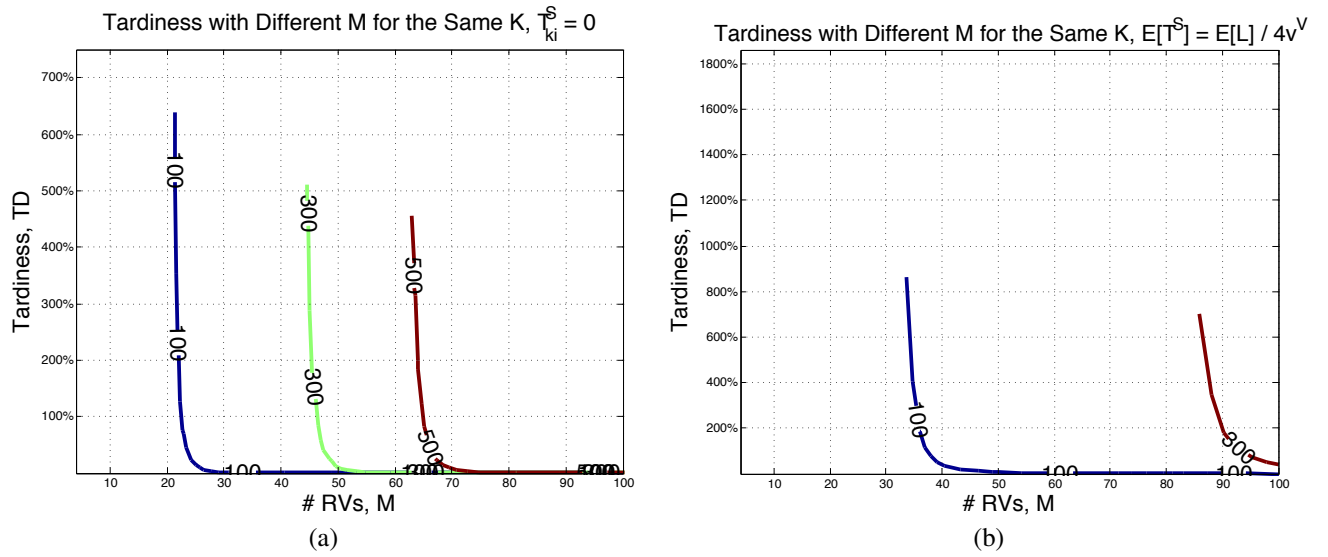 Tardiness with Different M for the Same K, T^S_ki = 0
700%
600%
500%
400%
300%
200%
100%
Tardiness, TD
100
100
100
300
300
500
500
10 20 30 40 50 60 70 80 90 100
# RVs, M
(a)
Tardiness with Different M for the Same K, E[T^S] = E[L] / 4v^V
1800%
1600%
1400%
1200%
1000%
800%
600%
400%
200%
Tardiness, TD
100
300
100
100
10 20 30 40 50 60 70 80 90 100
# RVs, M
(b)